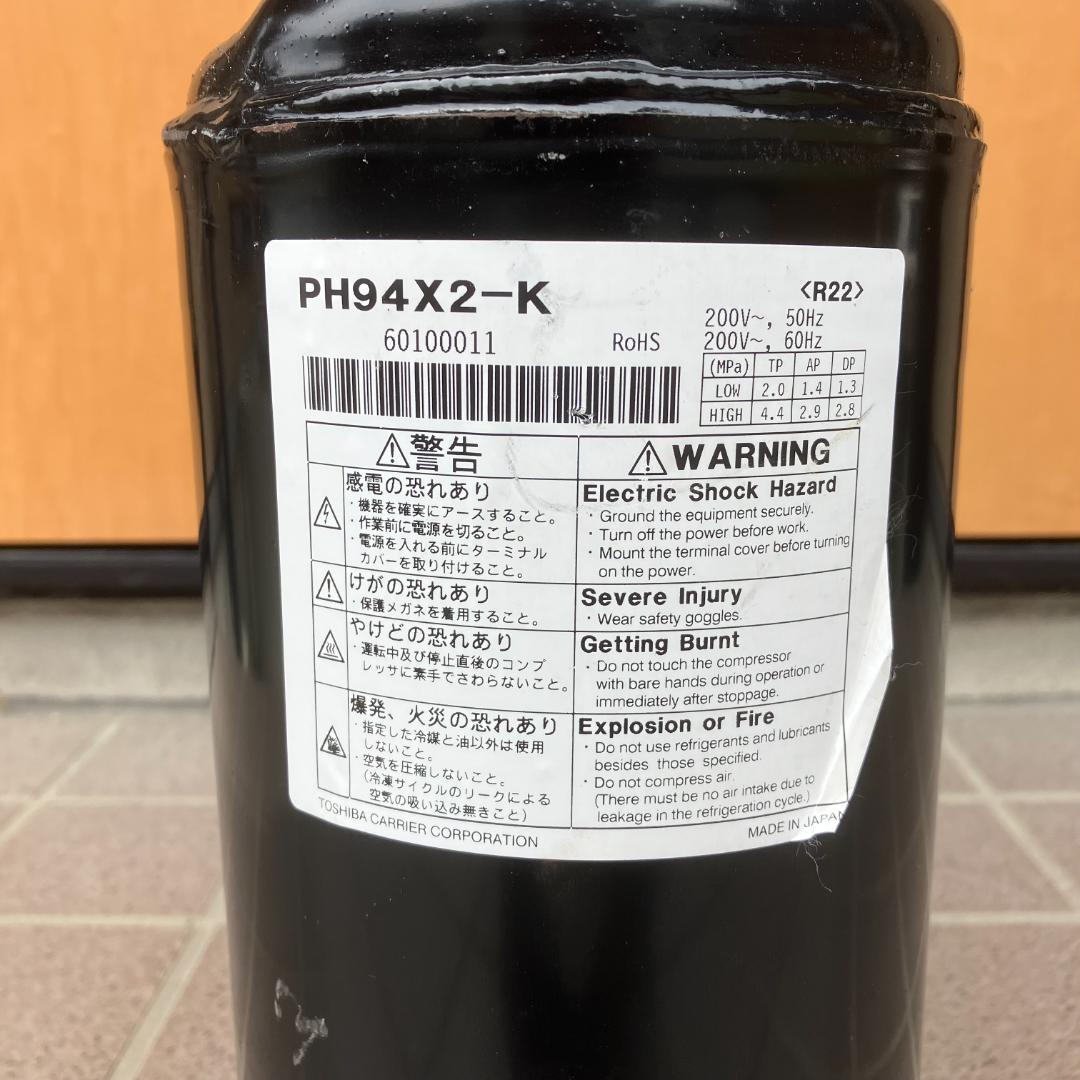 PH94X2-K
<R22>
60100011
RoHS
200V~, 50Hz
200V~, 60Hz
(MPa) TP AP DP
LOW 2.0 1.4 1.3
HIGH 4.4 2.9 2.8
警告
感電の恐れあり
・機器を確実にアースすること。
・作業前に電源を切ること。
・電源を入れる前にターミナル
カバーを取り付けること。
けがの恐れあり
・保護メガネを着用すること。
やけどの恐れあり
・運転中及び停止直後のコンプ
レッサに素手でさわらないこと。
爆発、火災の恐れあり
・指定した冷媒と油以外は使用
しないこと。
・空気を圧縮しないこと。
(冷凍サイクルのリークによる
空気の吸い込み無きこと)
WARNING
Electric Shock Hazard
・Ground the equipment securely.
・Turn off the power before work.
・Mount the terminal cover before turning
on the power.
Severe Injury
・Wear safety goggles.
Getting Burnt
・Do not touch the compressor
with bare hands during operation or
immediately after stoppage.
Explosion or Fire
・Do not use refrigerants and lubricants
besides those specified.
・Do not compress air.
(There must be no air intake due to
leakage in the refrigeration cycle.)
TOSHIBA CARRIER CORPORATION
MADE IN JAPAN